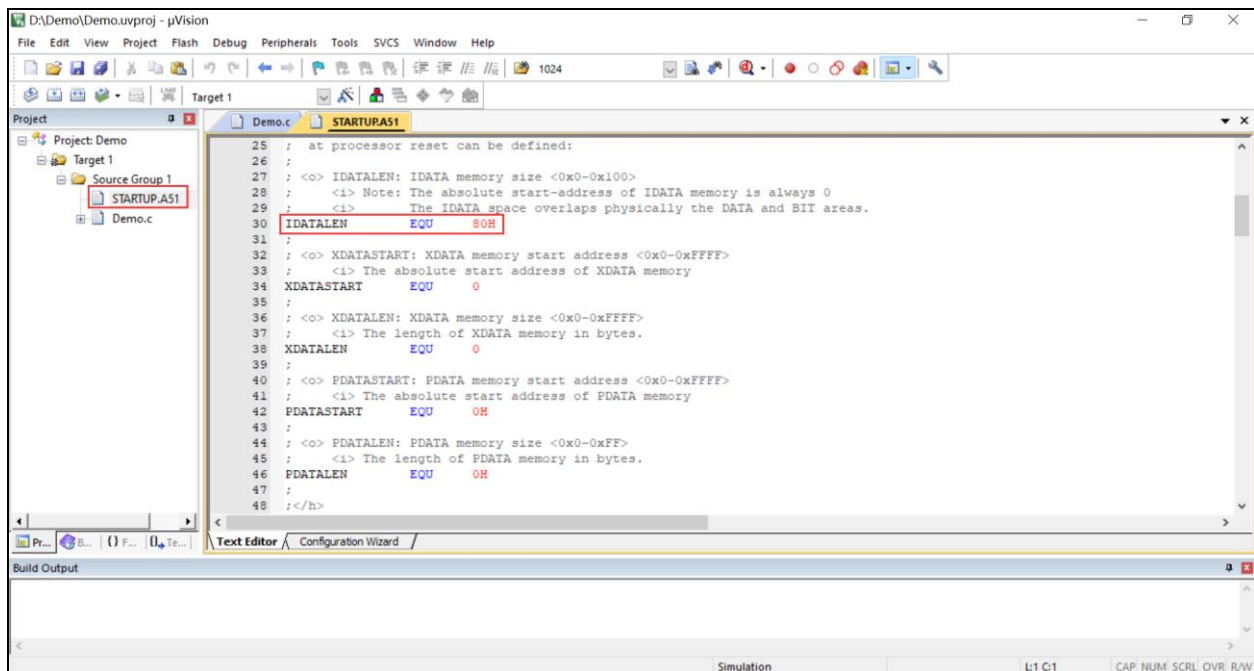 D:\Demo\Demo.uvproj - µVision
File Edit View Project Flash Debug Peripherals Tools SVCS Window Help
1024
LOAD
Target 1
Project
Project: Demo
Target 1
Source Group 1
STARTUP.A51
Demo.c
Pr... B... {} F... 0 Te...
Demo.c STARTUP.A51
25 ; at processor reset can be defined:
26 ;
27 ; <o> IDATALEN: IDATA memory size <0x0-0x100>
28 ; <i> Note: The absolute start-address of IDATA memory is always 0
29 ; <i> The IDATA space overlaps physically the DATA and BIT areas.
30 IDATALEN EQU 80H
31 ;
32 ; <o> XDATASTART: XDATA memory start address <0x0-0xFFFF>
33 ; <i> The absolute start address of XDATA memory
34 XDATASTART EQU 0
35 ;
36 ; <o> XDATALEN: XDATA memory size <0x0-0xFFFF>
37 ; <i> The length of XDATA memory in bytes.
38 XDATALEN EQU 0
39 ;
40 ; <o> PDATASTART: PDATA memory start address <0x0-0xFFFF>
41 ; <i> The absolute start address of PDATA memory
42 PDATASTART EQU 0H
43 ;
44 ; <o> PDATALEN: PDATA memory size <0x0-0xFF>
45 ; <i> The length of PDATA memory in bytes.
46 PDATALEN EQU 0H
47 ;
48 ;</h>
Text Editor Configuration Wizard
Build Output
Simulation L:1 C:1 CAP NUM SCRL OVR R/W